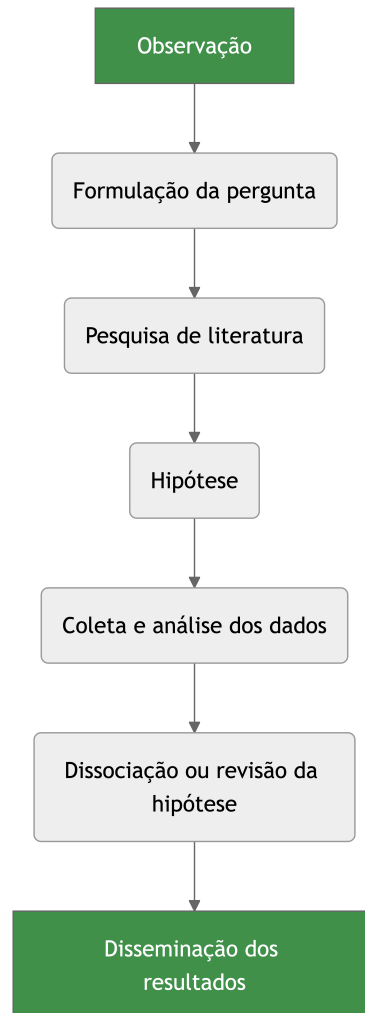 Observação
Formulação da pergunta
Pesquisa de literatura
Hipótese
Coleta e análise dos dados
Dissociação ou revisão da
hipótese
Disseminação dos
resultados